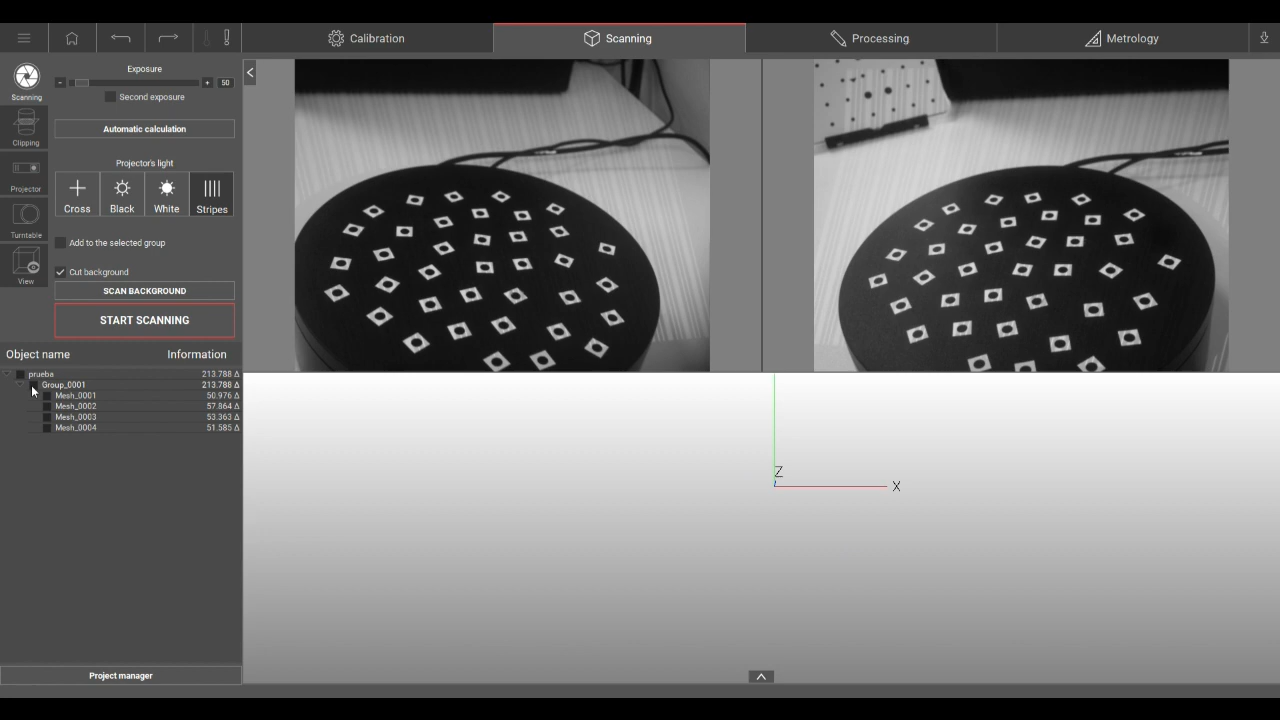 Calibration
Scanning
Processing
Metrology
Scanning
Clipping
Projector
Turntable
View
Exposure
- + 50
Second exposure
Automatic calculation
Projector's light
Cross
Black
White
Stripes
Add to the selected group
Cut background
SCAN BACKGROUND
START SCANNING
Object name Information
prueba 213.788 Δ
Group_0001 213.788 Δ
Mesh_0001 50.976 Δ
Mesh_0002 57.864 Δ
Mesh_0003 53.363 Δ
Mesh_0004 51.585 Δ
Project manager
Z
X